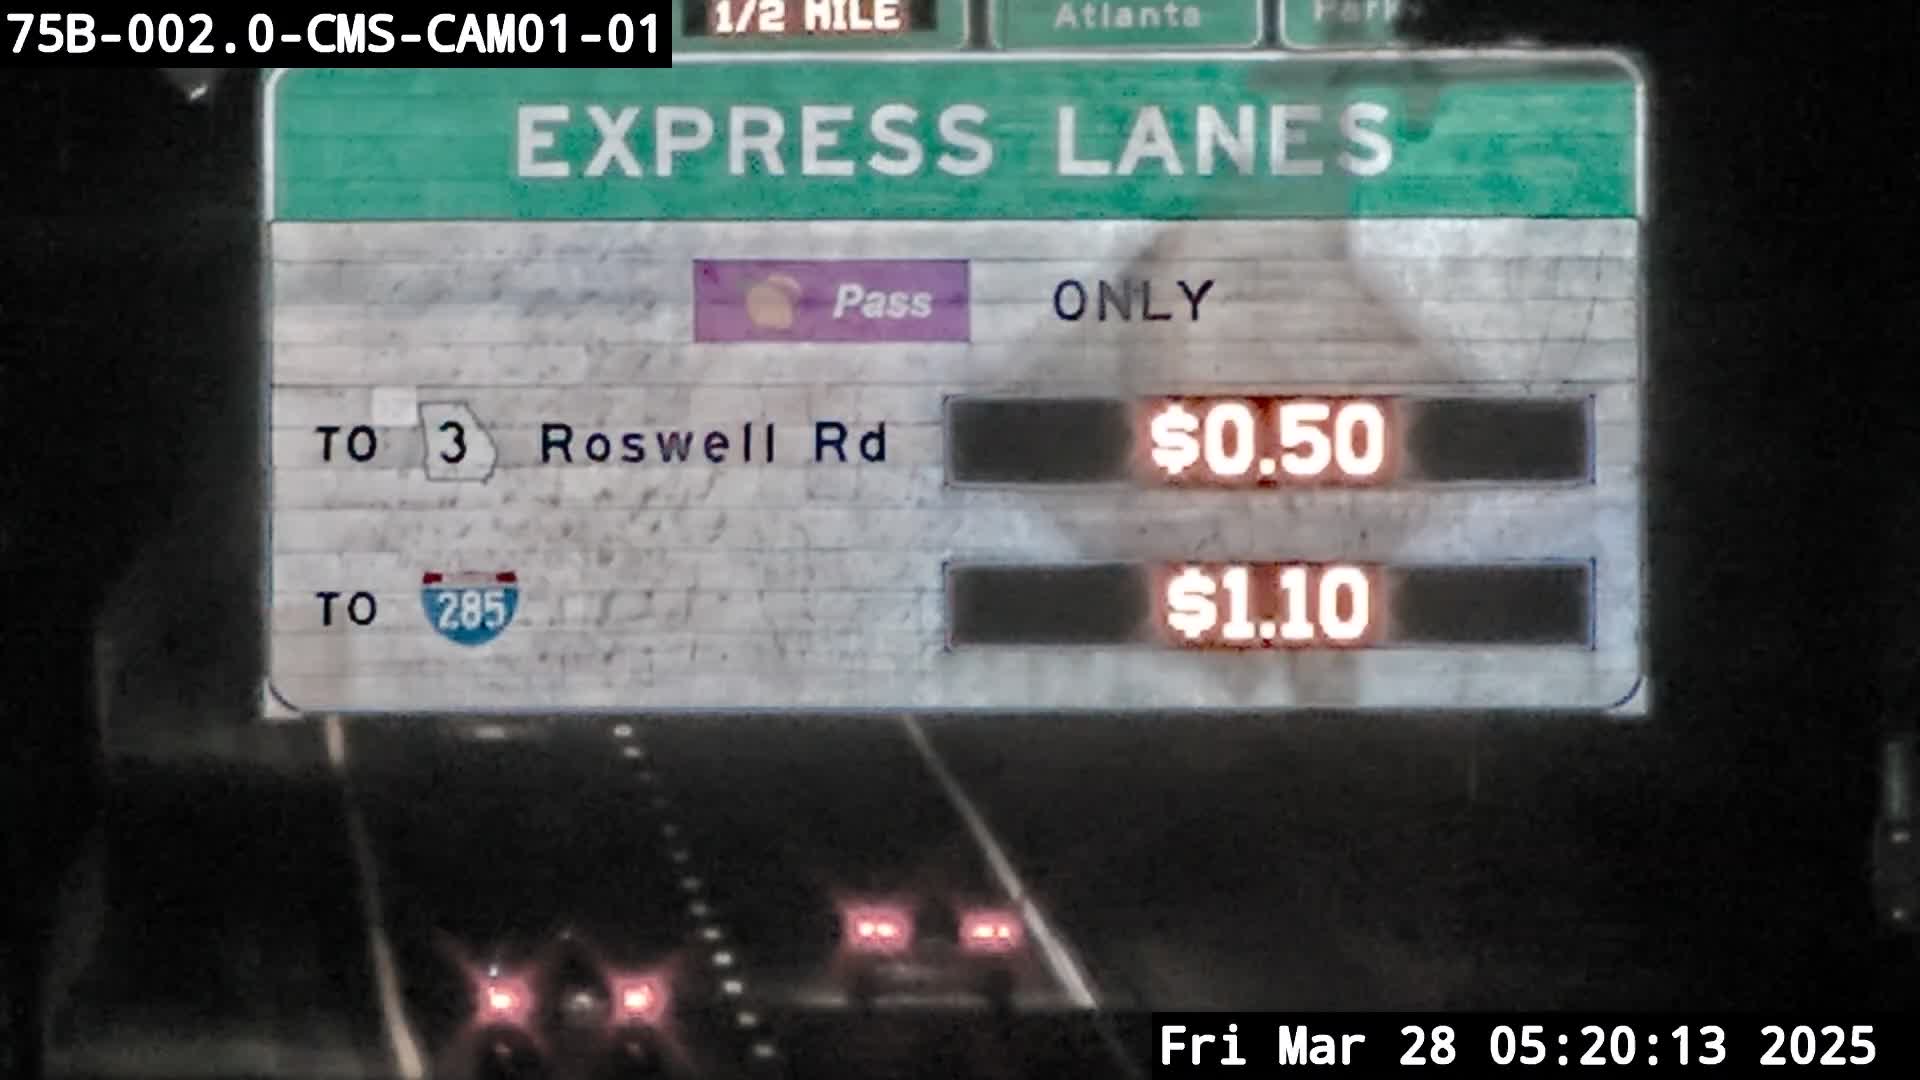 75B-002.0-CMS-CAM01-01
1/2 MILE
Atlanta
EXPRESS LANES
Pass ONLY
TO 3 Roswell Rd $0.50
TO 285 $1.10
Fri Mar 28 05:20:13 2025